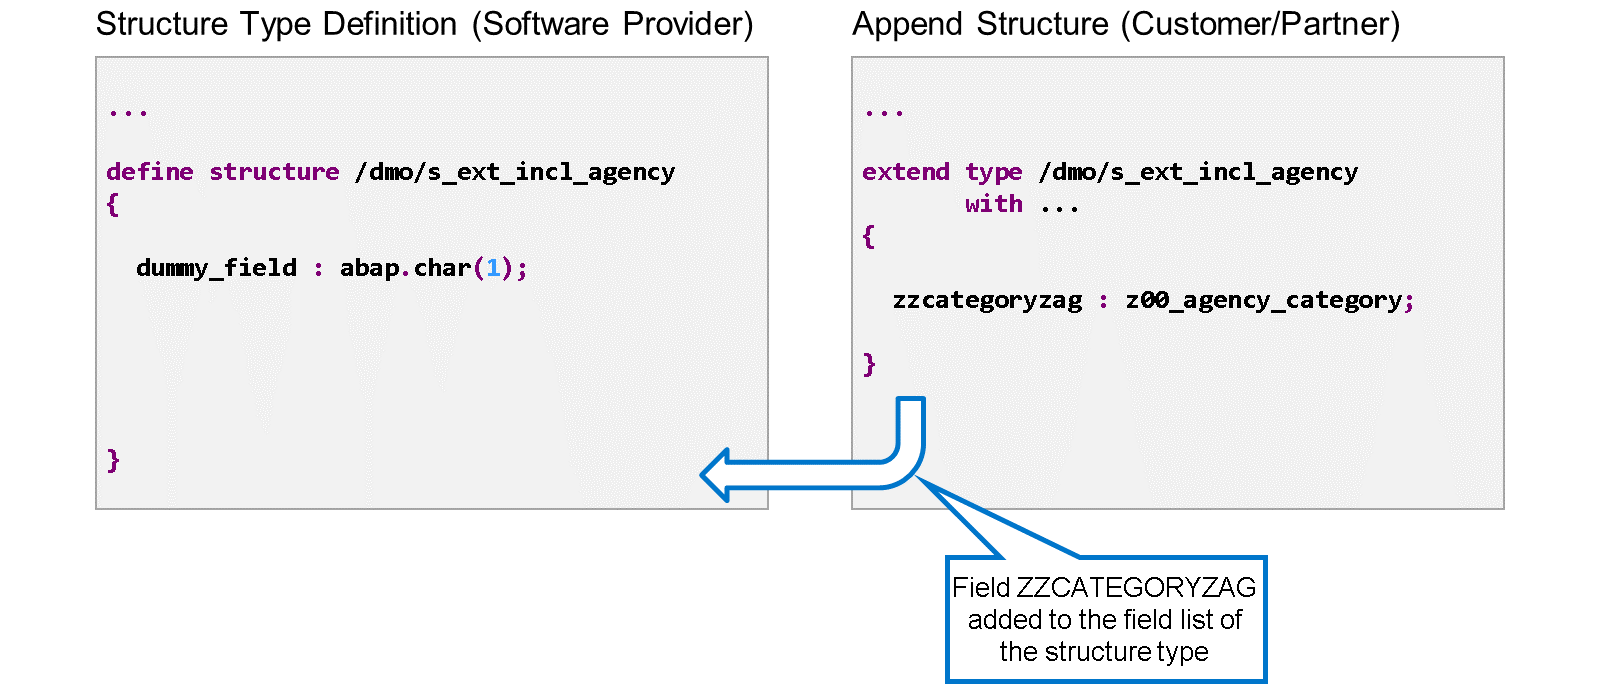 Structure Type Definition (Software Provider)
...
define structure /dmo/s_ext_incl_agency
{
dummy_field : abap.char(1);
}
Append Structure (Customer/Partner)
...
extend type /dmo/s_ext_incl_agency
with ...
{
zzcategoryzag : z00_agency_category;
}
Field ZZCATEGORYZAG
added to the field list of
the structure type